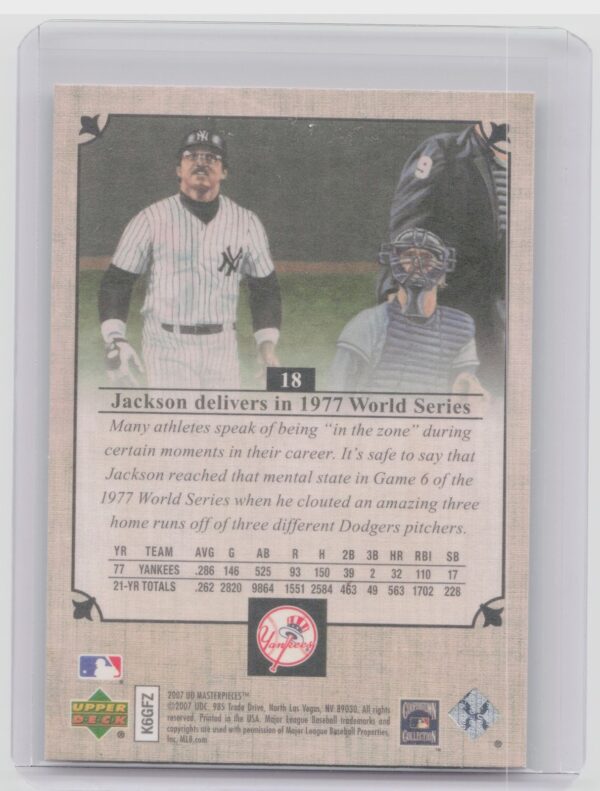 9
NY
18
Jackson delivers in 1977 World Series
Many athletes speak of being "in the zone" during
certain moments in their career. It's safe to say that
Jackson reached that mental state in Game 6 of the
1977 World Series when he clouted an amazing three
home runs off of three different Dodgers pitchers.
YR TEAM AVG G AB R H 2B 3B HR RBI SB
77 YANKEES .286 146 525 93 150 39 2 32 110 17
21-YR TOTALS .262 2820 9864 1551 2584 463 49 563 1702 228
Yankees
UPPER
DECK
®
K6GFZ
2007 UD MASTERPIECES™
©2007 UDC, 985 Trade Drive, North Las Vegas, NV 89030. All rights
reserved. Printed in the USA. Major League Baseball trademarks and
copyrights are used with permission of Major League Baseball Properties,
Inc. MLB.com
COOPERSTOWN
COLLECTION
™
®